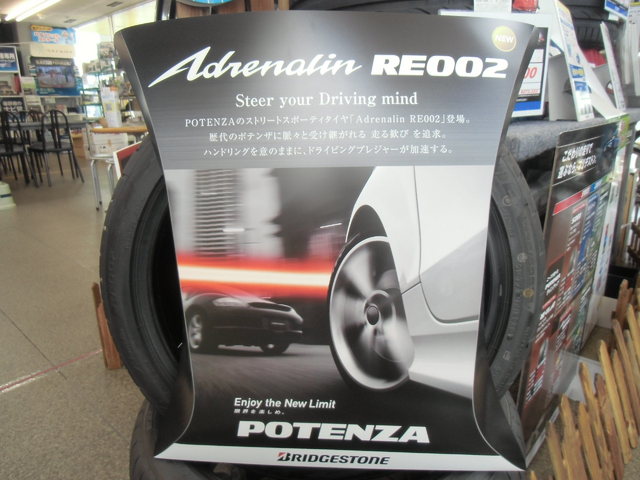 NEW
Adrenalin RE002
Steer your Driving mind
POTENZAのストリートスポーティタイヤ「Adrenalin RE002」登場。
歴代のポテンザに脈々と受け継がれる 走る歓び を追求。
ハンドリングを意のままに、ドライビングプレジャーが加速する。
Enjoy the New Limit
限界を楽しめ。
POTENZA
BRIDGESTONE